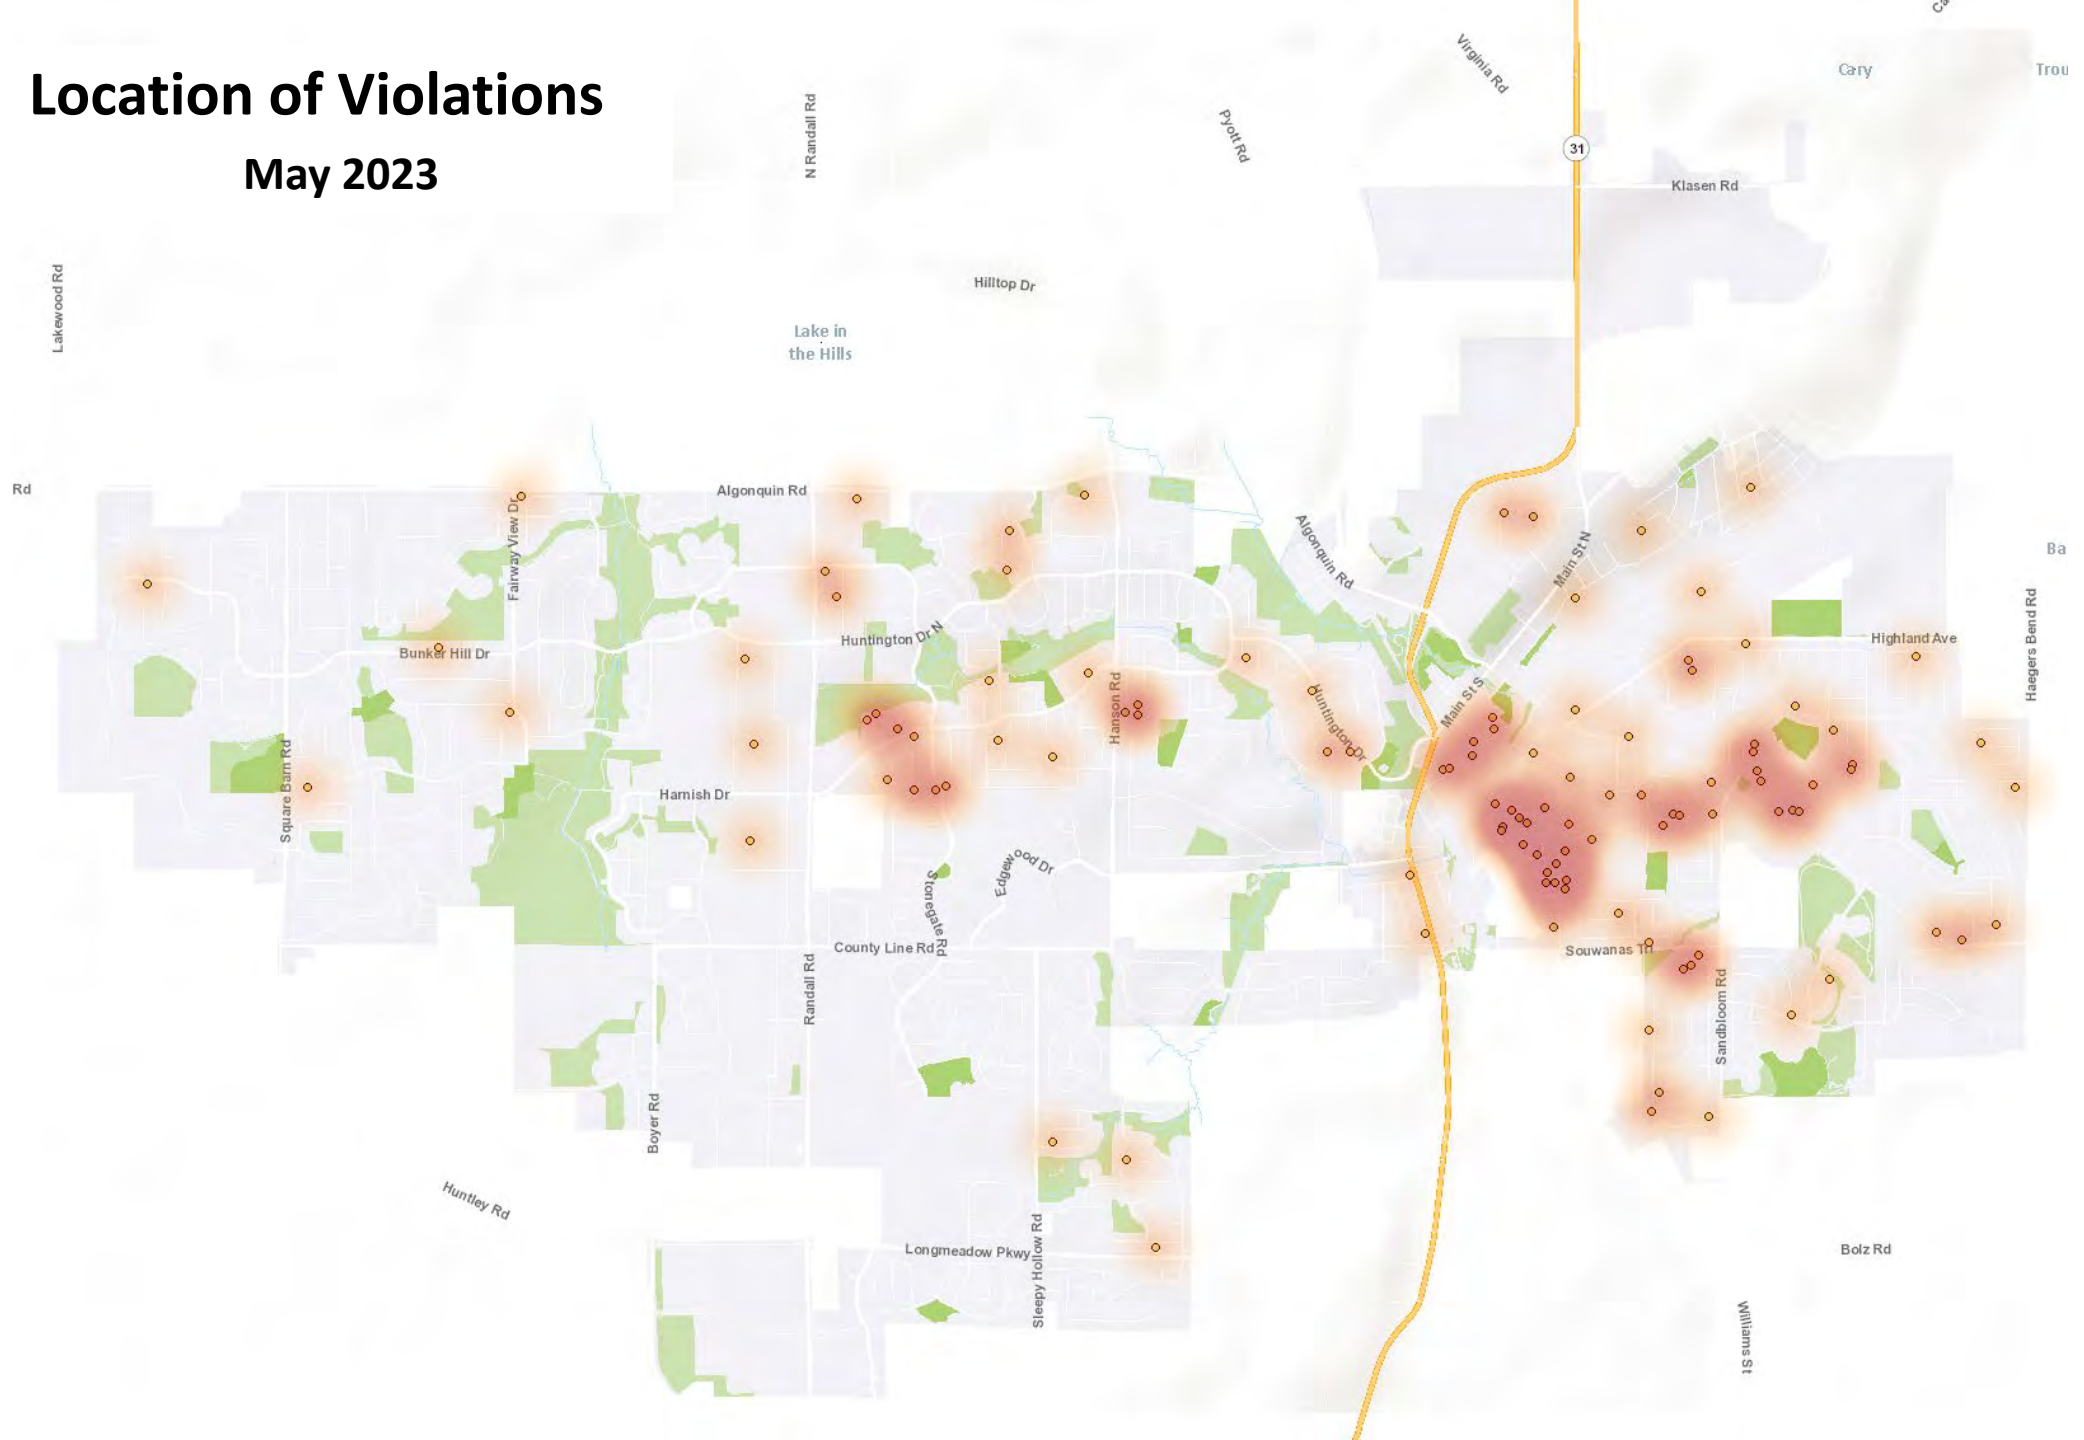 Location of Violations
May 2023
Cary
Trou
Virginia Rd
N Randall Rd
Pyott Rd
31
Klasen Rd
Lakewood Rd
Hilltop Dr
Lake in
the Hills
Rd
Algonquin Rd
Fairway View Dr
Algonquin Rd
Main St N
Ba
Haegers Bend Rd
Huntington Dr N
Highland Ave
Bunker Hill Dr
Hanson Rd
Main St S
Huntington Dr
Square Barn Rd
Harnish Dr
Edgewood Dr
Stonegate Rd
County Line Rd
Souwanas Trl
Randall Rd
Sandbloom Rd
Boyer Rd
Huntley Rd
Longmeadow Pkwy
Sleepy Hollow Rd
Bolz Rd
Williams St